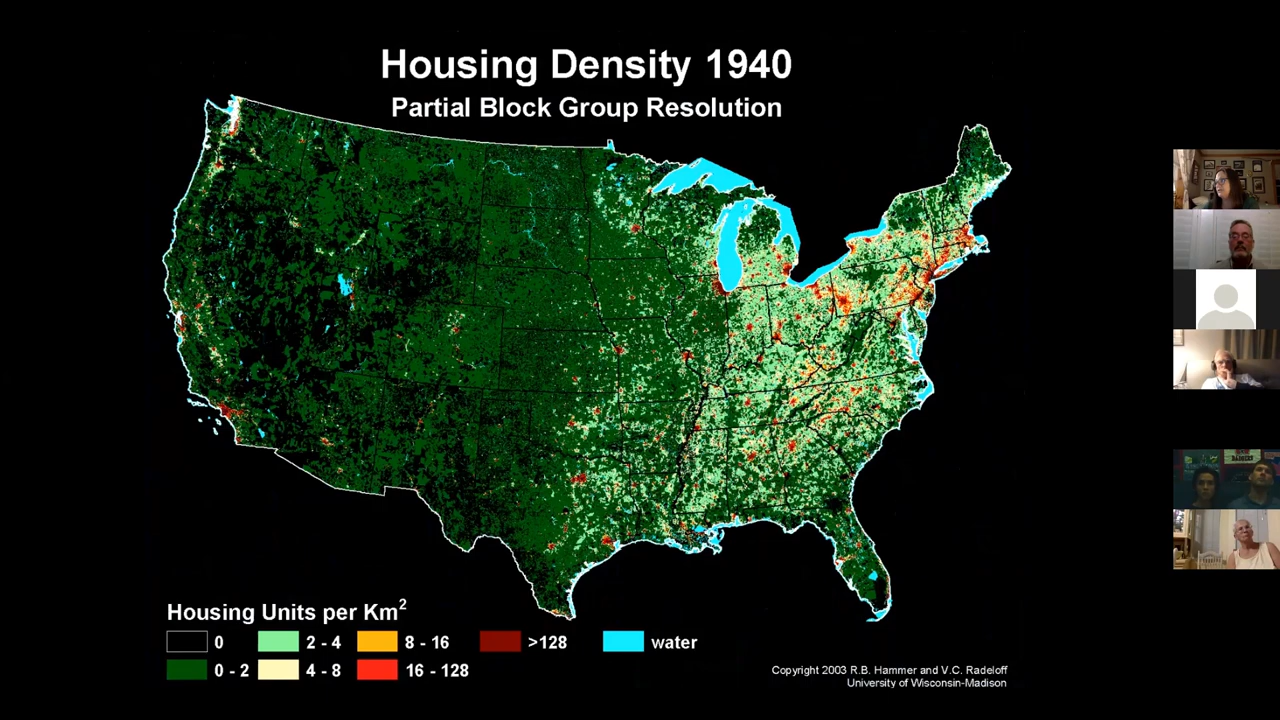 Housing Density 1940
Partial Block Group Resolution
Housing Units per Km²
0
2 - 4
8 - 16
>128
water
0 - 2
4 - 8
16 - 128
Copyright 2003 R.B. Hammer and V.C. Radeloff
University of Wisconsin-Madison
BADGERS